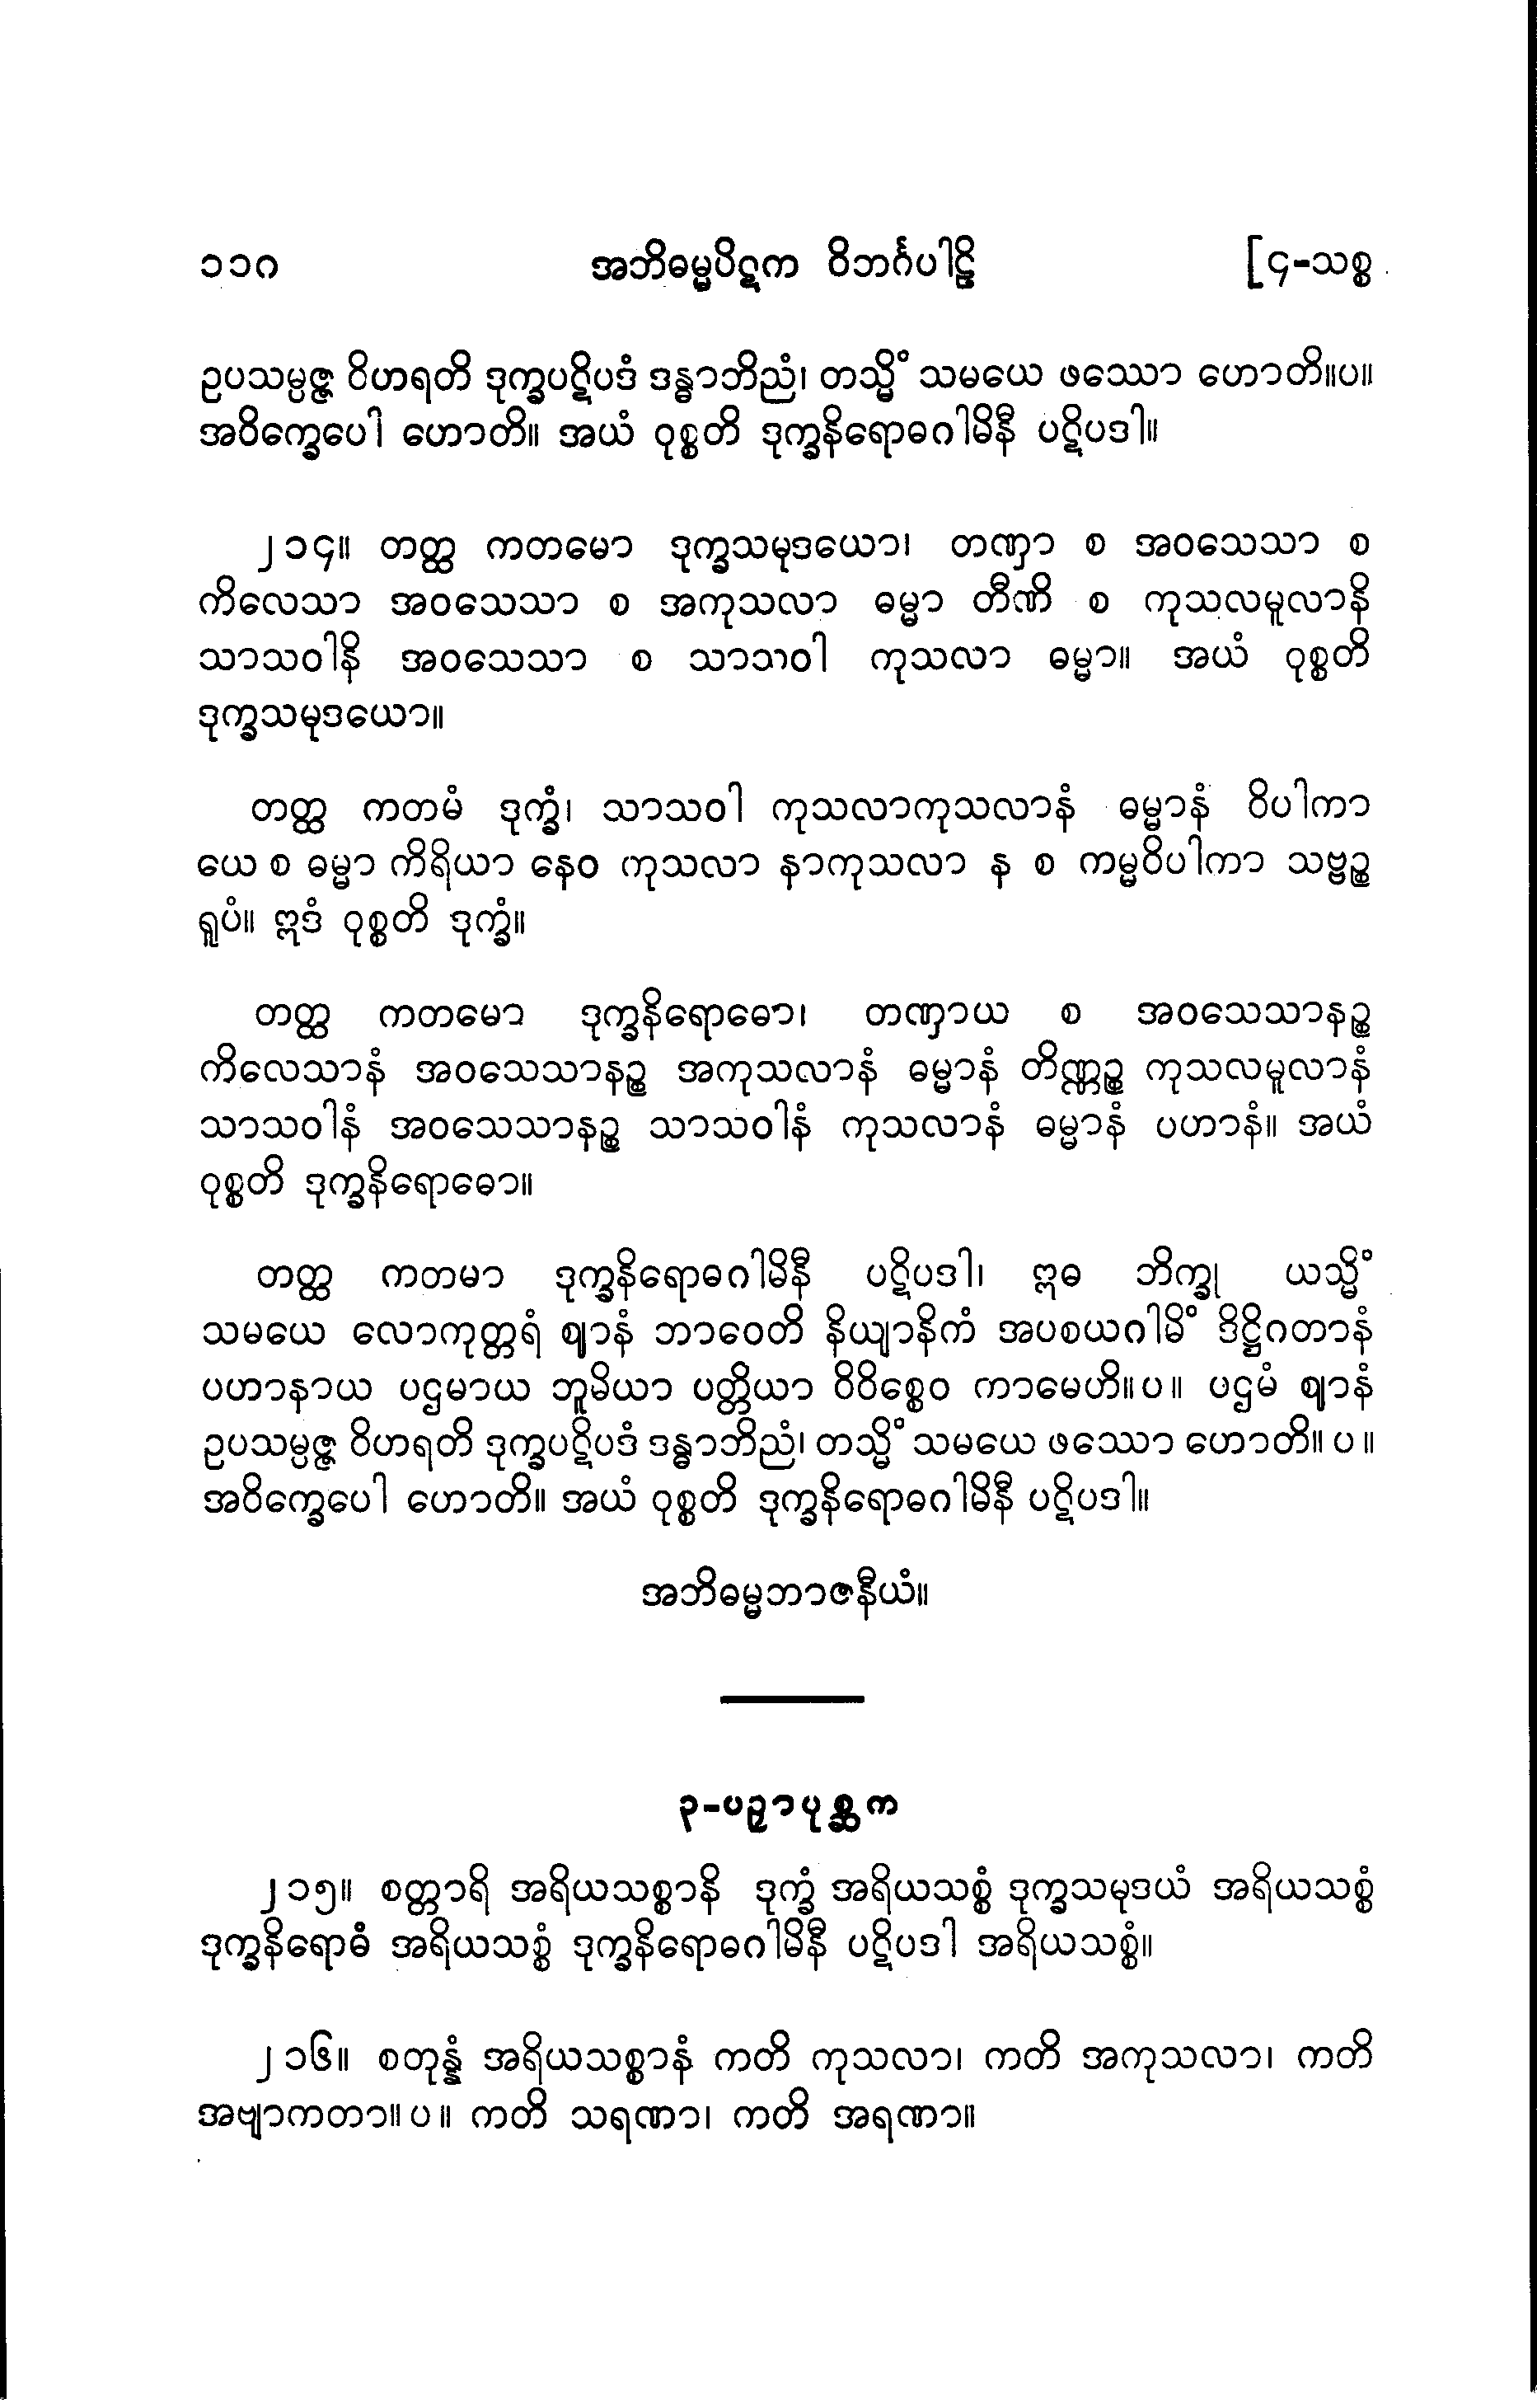 ၁၁ဂ အဘိဓမ္မပိဋက ဝိဘင်္ဂပါဠိ [၄-သစ္စ
ဥပသမ္ပဇ္ဇ ဝိဟရတိ ဒုက္ခပဋိပဒံ ဒန္ဓာဘိညံ၊ တသ္မိံ သမယေ ဖဿော ဟောတိ။ပ။
အဝိက္ခေပေါ ဟောတိ။ အယံ ဝုစ္စတိ ဒုက္ခနိရောဓဂါမိနီ ပဋိပဒါ။
၂၁၄။ တတ္ထ ကတမော ဒုက္ခသမုဒယော၊ တဏှာ စ အဝသေသာ စ
ကိလေသာ အဝသေသာ စ အကုသလာ ဓမ္မာ တီဏိ စ ကုသလမူလာနိ
သာသဝါနိ အဝသေသာ စ သာသဝါ ကုသလာ ဓမ္မာ။ အယံ ဝုစ္စတိ
ဒုက္ခသမုဒယော။
တတ္ထ ကတမံ ဒုက္ခံ၊ သာသဝါ ကုသလာကုသလာနံ ဓမ္မာနံ ဝိပါကာ
ယေ စ ဓမ္မာ ကိရိယာ နေဝ ကုသလာ နာကုသလာ န စ ကမ္မဝိပါကာ သဗ္ဗဉ္စ
ရူပံ။ ဣဒံ ဝုစ္စတိ ဒုက္ခံ။
တတ္ထ ကတမော ဒုက္ခနိရောဓော၊ တဏှာယ စ အဝသေသာနဉ္စ
ကိလေသာနံ အဝသေသာနဉ္စ အကုသလာနံ ဓမ္မာနံ တိဏ္ဏဉ္စ ကုသလမူလာနံ
သာသဝါနံ အဝသေသာနဉ္စ သာသဝါနံ ကုသလာနံ ဓမ္မာနံ ပဟာနံ။ အယံ
ဝုစ္စတိ ဒုက္ခနိရောဓော။
တတ္ထ ကတမာ ဒုက္ခနိရောဓဂါမိနီ ပဋိပဒါ၊ ဣဓ ဘိက္ခု ယသ္မိံ
သမယေ လောကုတ္တရံ ဈာနံ ဘာဝေတိ နိယျာနိကံ အပစယဂါမိံ ဒိဋ္ဌိဂတာနံ
ပဟာနာယ ပဌမာယ ဘူမိယာ ပတ္တိယာ ဝိဝိစ္စေဝ ကာမေဟိ။ပ။ ပဌမံ ဈာနံ
ဥပသမ္ပဇ္ဇ ဝိဟရတိ ဒုက္ခပဋိပဒံ ဒန္ဓာဘိညံ၊ တသ္မိံ သမယေ ဖဿော ဟောတိ။ ပ ။
အဝိက္ခေပေါ ဟောတိ။ အယံ ဝုစ္စတိ ဒုက္ခနိရောဓဂါမိနီ ပဋိပဒါ။
အဘိဓမ္မဘာဇနီယံ။
၃-ပဉှာပုစ္ဆက
၂၁၅။ စတ္တာရိ အရိယသစ္စာနိ ဒုက္ခံ အရိယသစ္စံ ဒုက္ခသမုဒယံ အရိယသစ္စံ
ဒုက္ခနိရောဓံ အရိယသစ္စံ ဒုက္ခနိရောဓဂါမိနီ ပဋိပဒါ အရိယသစ္စံ။
၂၁၆။ စတုန္နံ အရိယသစ္စာနံ ကတိ ကုသလာ၊ ကတိ အကုသလာ၊ ကတိ
အဗျာကတာ။ ပ ။ ကတိ သရဏာ၊ ကတိ အရဏာ။